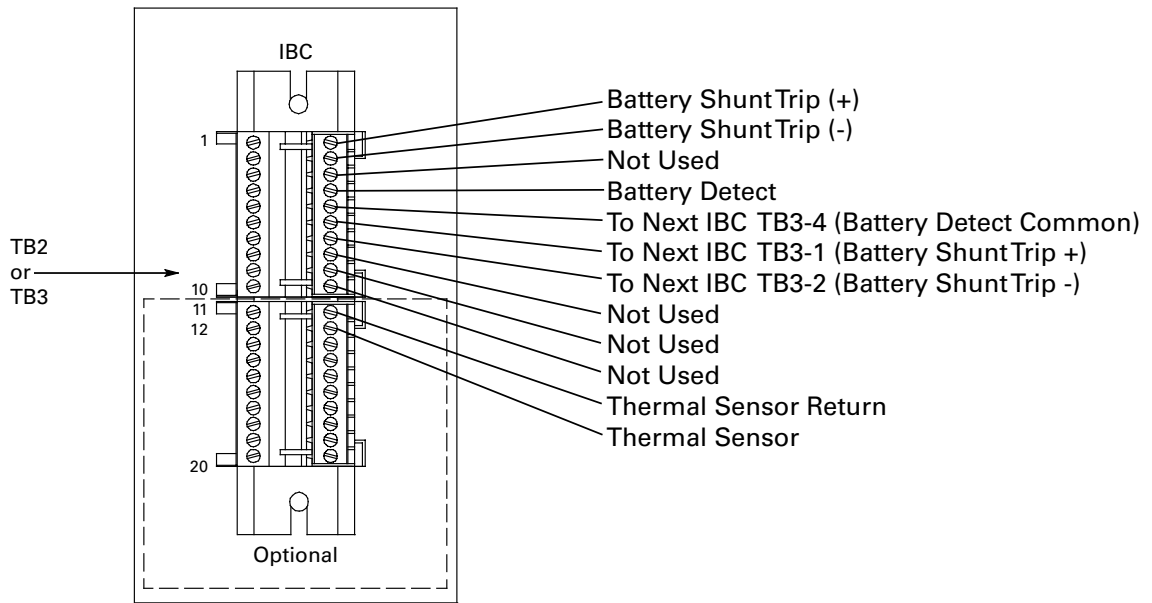 IBC
1
10
11
12
20
TB2
or
TB3
Battery Shunt Trip (+)
Battery Shunt Trip (-)
Not Used
Battery Detect
To Next IBC TB3-4 (Battery Detect Common)
To Next IBC TB3-1 (Battery Shunt Trip +)
To Next IBC TB3-2 (Battery Shunt Trip -)
Not Used
Not Used
Not Used
Thermal Sensor Return
Thermal Sensor
Optional